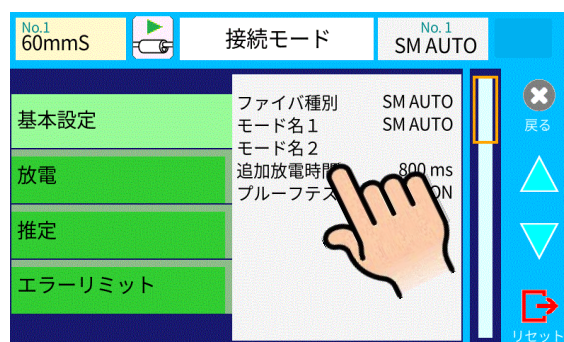 No.1
60mmS
接続モード
No.1
SM AUTO
基本設定
放電
推定
エラーリミット
ファイバ種別 SM AUTO
モード名1 SM AUTO
モード名2
追加放電時間 800 ms
プルーフテス ON
戻る
リセット